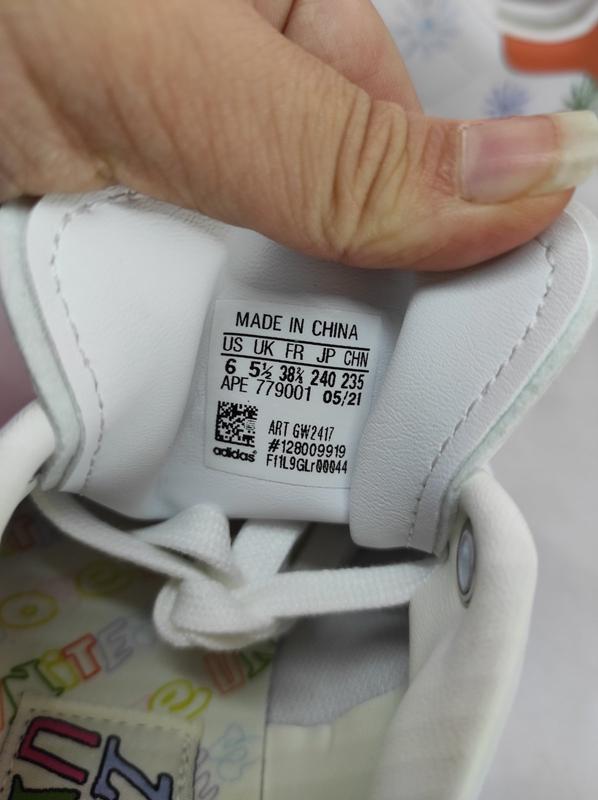 MADE IN CHINA
US UK FR JP CHN
6 5½ 38⅔ 240 235
APE 779001 05/21
ART GW2417
#128009919
adidas
F11L9GLr00044
NiTE